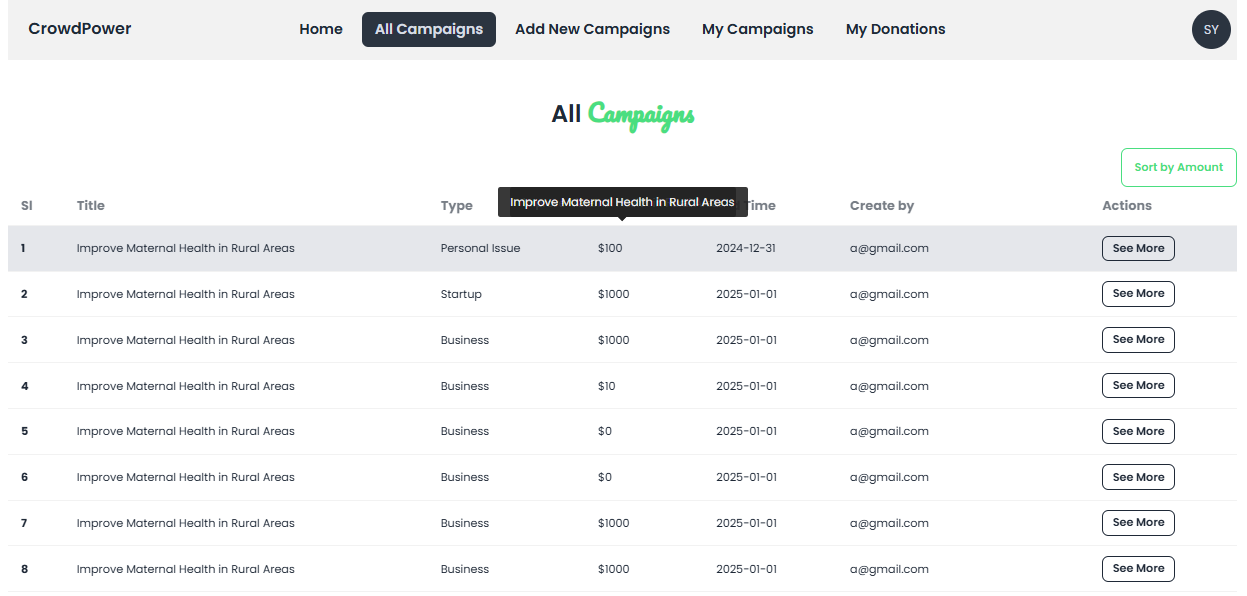 CrowdPower Home All Campaigns Add New Campaigns My Campaigns My Donations SY
All Campaigns
Sort by Amount
Improve Maternal Health in Rural Areas
Sl Title Type Time Create by Actions
1 Improve Maternal Health in Rural Areas Personal Issue $100 2024-12-31 a@gmail.com See More
2 Improve Maternal Health in Rural Areas Startup $1000 2025-01-01 a@gmail.com See More
3 Improve Maternal Health in Rural Areas Business $1000 2025-01-01 a@gmail.com See More
4 Improve Maternal Health in Rural Areas Business $10 2025-01-01 a@gmail.com See More
5 Improve Maternal Health in Rural Areas Business $0 2025-01-01 a@gmail.com See More
6 Improve Maternal Health in Rural Areas Business $0 2025-01-01 a@gmail.com See More
7 Improve Maternal Health in Rural Areas Business $1000 2025-01-01 a@gmail.com See More
8 Improve Maternal Health in Rural Areas Business $1000 2025-01-01 a@gmail.com See More